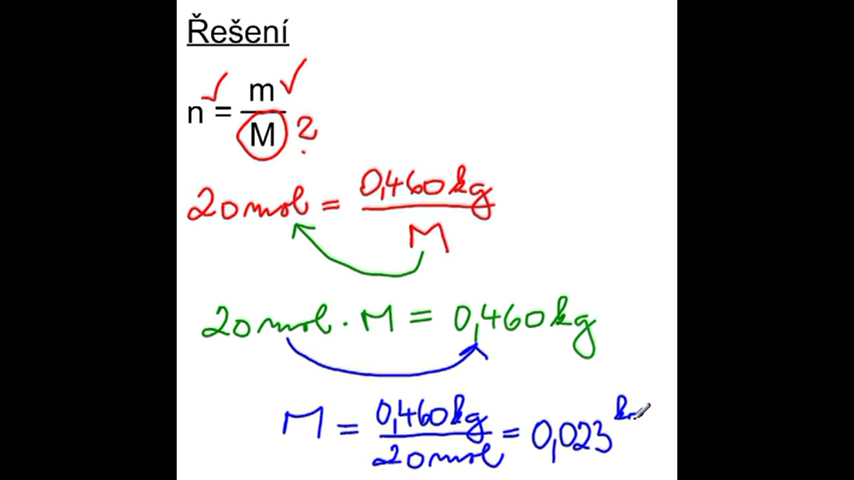 Řešení
n = m / M ?
20 mol = 0,460 kg / M
20 mol · M = 0,460 kg
M = 0,460 kg / 20 mol = 0,023